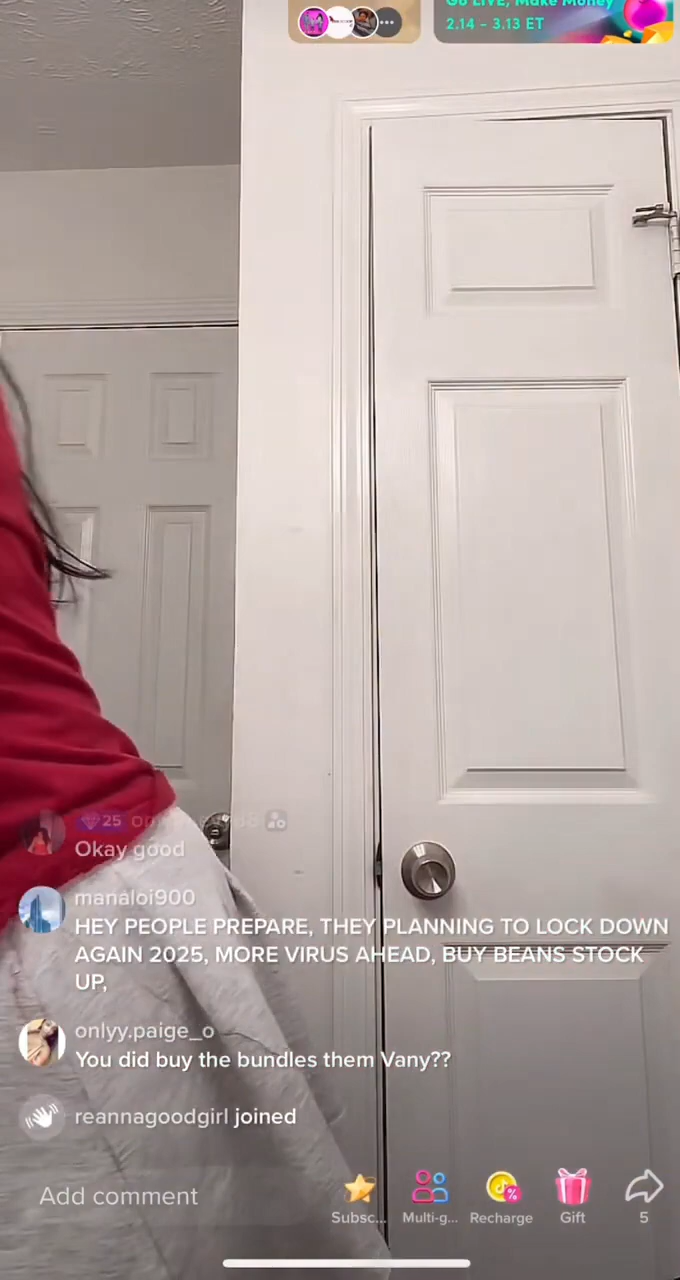 Go LIVE, Make Money
2.14 - 3.13 ET
25
Okay good
manaloi900
HEY PEOPLE PREPARE, THEY PLANNING TO LOCK DOWN
AGAIN 2025, MORE VIRUS AHEAD, BUY BEANS STOCK
UP,
onlyy.paige_o
You did buy the bundles them Vany??
reannagoodgirl joined
Add comment
Subsc...
Multi-g...
Recharge
Gift
5